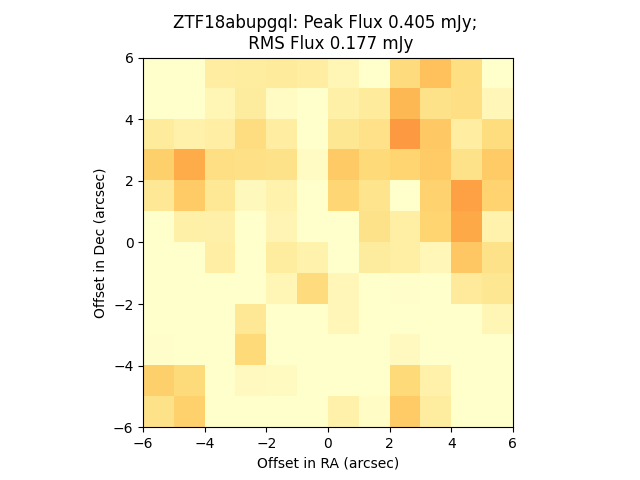 ZTF18abupgql: Peak Flux 0.405 mJy;
RMS Flux 0.177 mJy
6
4
2
0
−2
−4
−6
Offset in Dec (arcsec)
−6 −4 −2 0 2 4 6
Offset in RA (arcsec)